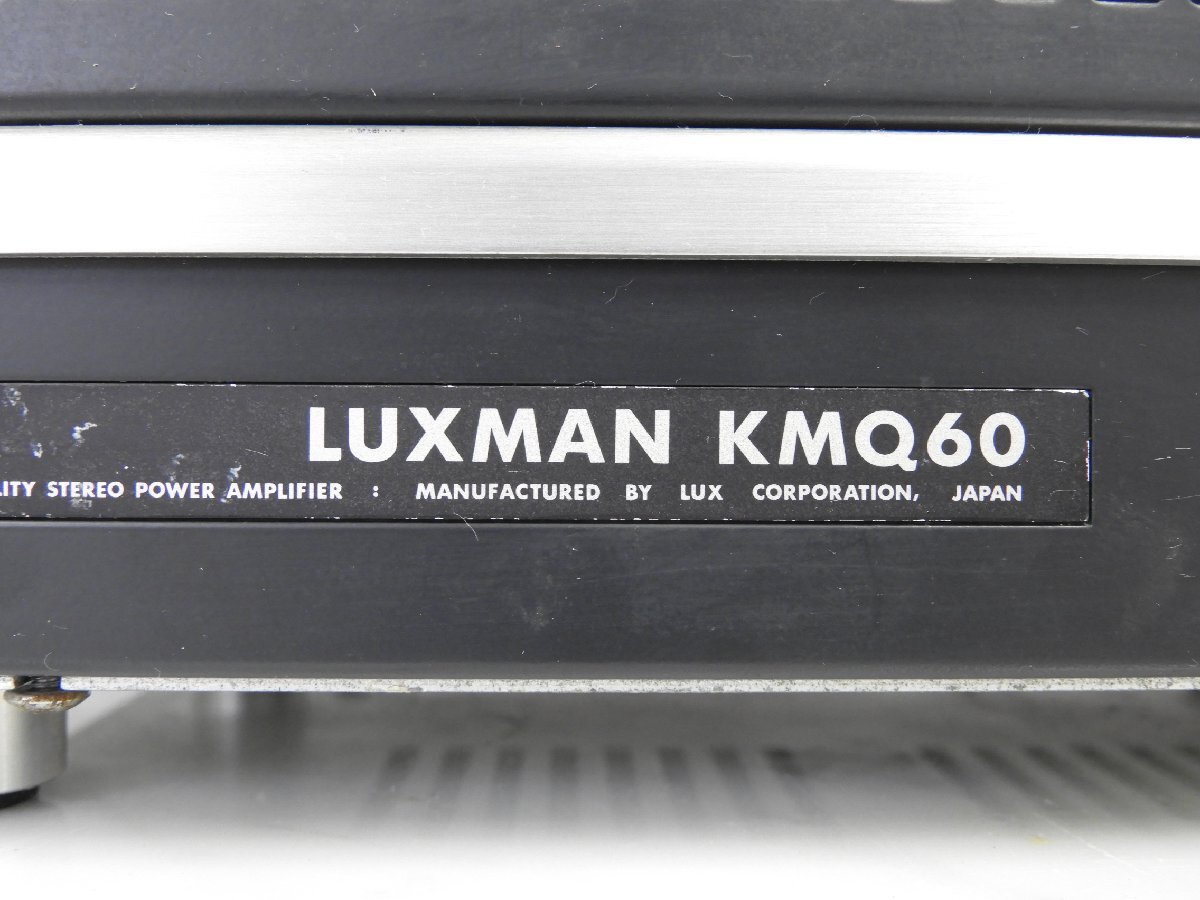 LUXMAN KMQ60
STEREO POWER AMPLIFIER : MANUFACTURED BY LUX CORPORATION, JAPAN